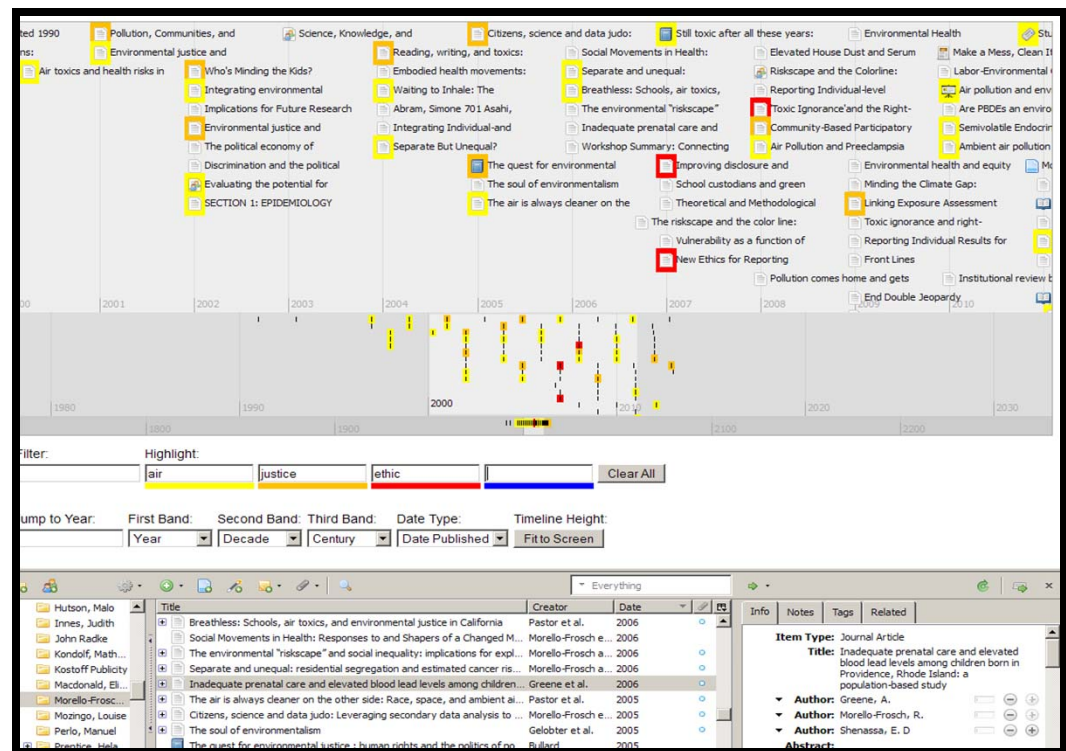 ted 1990 Pollution, Communities, and Science, Knowledge, and Citizens, science and data judo: Still toxic after all these years: Environmental Stu
ns: Environmental justice and Reading, writing, and toxics: Social Movements in Health: Elevated House Dust and Serum Make a Mess, Clean It
Air toxics and health risks in Who's Minding the Kids? Embodied health movements: Separate and unequal: Riskscape and the Colorline: Labor-Environmental
Integrating environmental Waiting to Inhale: The Breathless: Schools, air toxics, Reporting Individual-level Air pollution and env
Implications for Future Research Abram, Simone 701 Asahi, The environmental "riskscape" 'Toxic Ignorance'and the Right- Are PBDEs an enviro
Environmental justice and Integrating Individual-and Inadequate prenatal care and Community-Based Participatory Semivolatile Endocrin
The political economy of Separate But Unequal? Workshop Summary: Connecting Air Pollution and Preeclampsia Ambient air pollution
Discrimination and the political The quest for environmental Improving disclosure and Environmental health and equity Mo
Evaluating the potential for The soul of environmentalism School custodians and green Minding the Climate Gap:
SECTION 1: EPIDEMIOLOGY The air is always cleaner on the Theoretical and Methodological Linking Exposure Assessment
The riskscape and the color line: Toxic ignorance and right-
Vulnerability as a function of Reporting Individual Results for
New Ethics for Reporting Front Lines
Pollution comes home and gets Institutional review b
End Double Jeopardy
00 2001 2002 2003 2004 2005 2006 2007 2008 2009 2010
1980 1990 2000 2010 2020 2030
1800 1900 2100 2200
Filter: Highlight:
air justice ethic Clear All
ump to Year: First Band: Second Band: Third Band: Date Type: Timeline Height:
Year Decade Century Date Published Fit to Screen
Everything
Hutson, Malo Title Creator Date Info Notes Tags Related
Innes, Judith Breathless: Schools, air toxics, and environmental justice in California Pastor et al. 2006
John Radke Social Movements in Health: Responses to and Shapers of a Changed M... Morello-Frosch e... 2006 Item Type: Journal Article
Kondolf, Math... The environmental "riskscape" and social inequality: implications for expl... Morello-Frosch a... 2006 Title: Inadequate prenatal care and elevated
Kostoff Publicity Separate and unequal: residential segregation and estimated cancer ris... Morello-Frosch a... 2006 blood lead levels among children born in
Macdonald, Eli... Inadequate prenatal care and elevated blood lead levels among children... Greene et al. 2006 Providence, Rhode Island: a
Morello-Frosc... The air is always cleaner on the other side: Race, space, and ambient ai... Pastor et al. 2005 population-based study
Mozingo, Louise Citizens, science and data judo: Leveraging secondary data analysis to ... Morello-Frosch e... 2005 Author: Greene, A.
Perlo, Manuel The soul of environmentalism Gelobter et al. 2005 Author: Morello-Frosch, R.
Prentice, Hela The quest for environmental justice : human rights and the politics of po Bullard 2005 Author: Shenassa, E. D
Abstract: